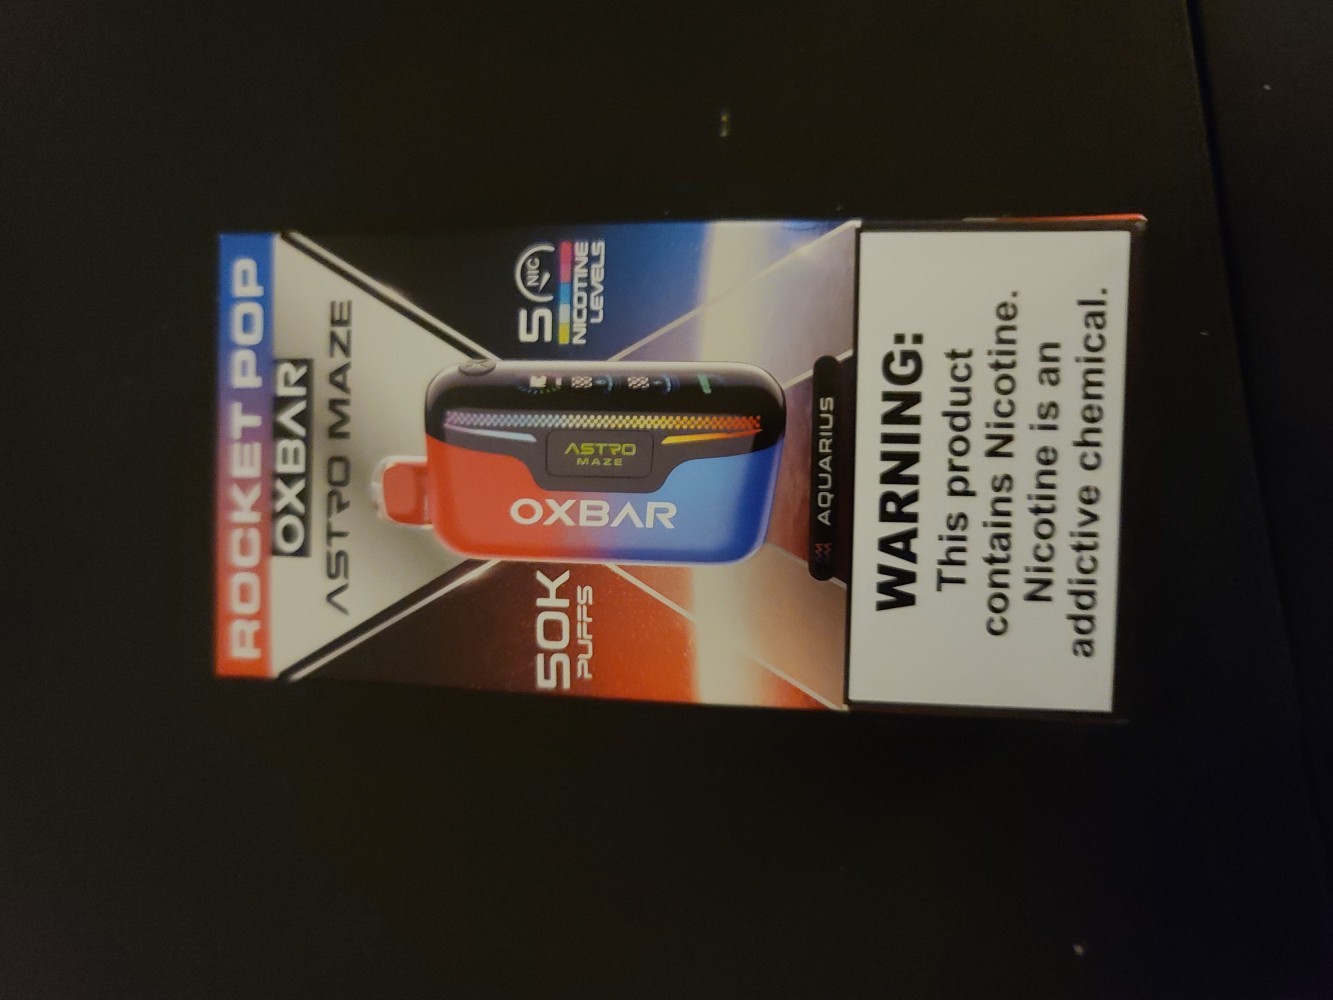 ROCKET POP
OXBAR
ASTRO MAZE
50K
PUFFS
5
NIC
NICOTINE
LEVELS
ASTRO
MAZE
OXBAR
AQUARIUS
WARNING:
This product
contains Nicotine.
Nicotine is an
addictive chemical.